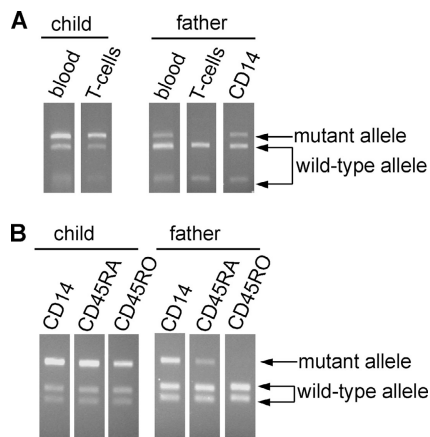 A
child
father
blood
T-cells
blood
T-cells
CD14
mutant allele
wild-type allele
B
child
father
CD14
CD45RA
CD45RO
CD14
CD45RA
CD45RO
mutant allele
wild-type allele